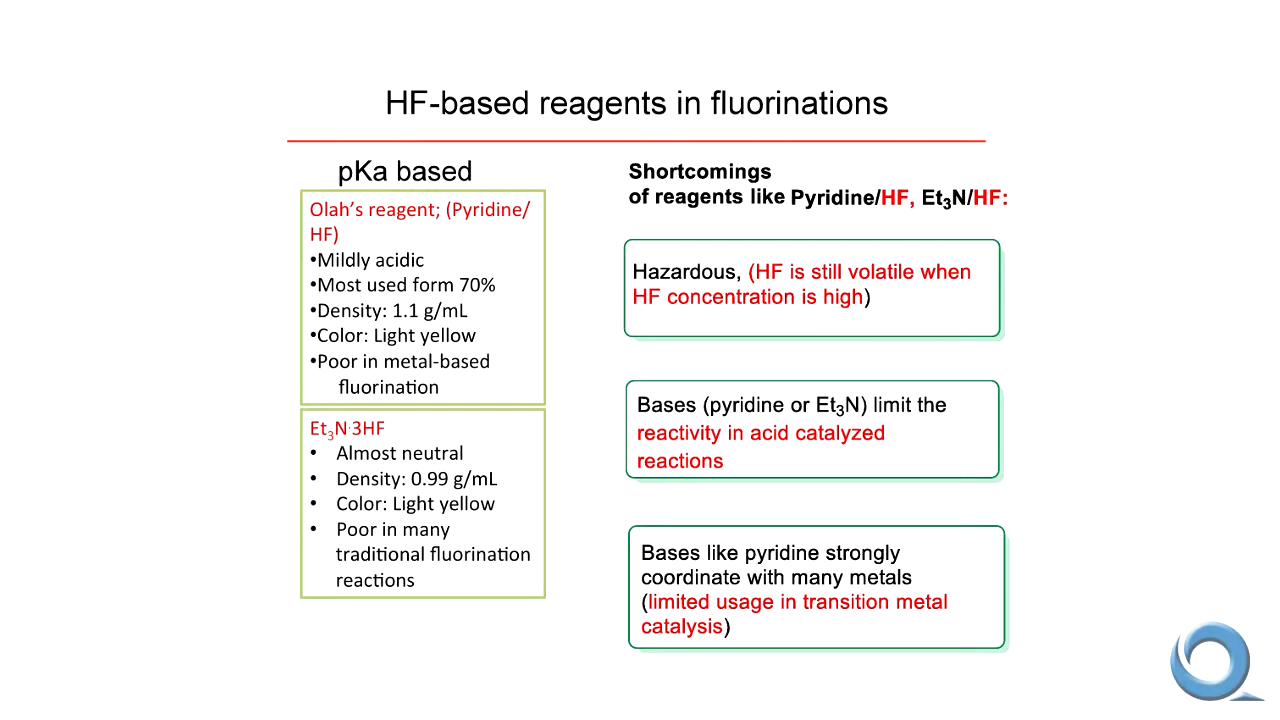 HF-based reagents in fluorinations
pKa based
Olah’s reagent; (Pyridine/
HF)
•Mildly acidic
•Most used form 70%
•Density: 1.1 g/mL
•Color: Light yellow
•Poor in metal-based
fluorination
Et₃N·3HF
• Almost neutral
• Density: 0.99 g/mL
• Color: Light yellow
• Poor in many
traditional fluorination
reactions
Shortcomings
of reagents like Pyridine/HF, Et₃N/HF:
Hazardous, (HF is still volatile when
HF concentration is high)
Bases (pyridine or Et₃N) limit the
reactivity in acid catalyzed
reactions
Bases like pyridine strongly
coordinate with many metals
(limited usage in transition metal
catalysis)